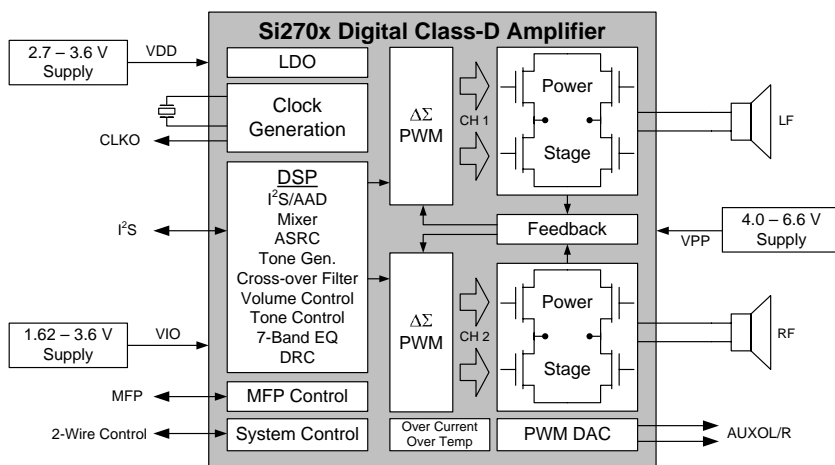 Si270x Digital Class-D Amplifier
2.7 – 3.6 V
Supply
VDD
LDO
Clock
Generation
CLKO
DSP
I²S/AAD
Mixer
ASRC
Tone Gen.
Cross-over Filter
Volume Control
Tone Control
7-Band EQ
DRC
I²S
1.62 – 3.6 V
Supply
VIO
MFP
MFP Control
2-Wire Control
System Control
ΔΣ
PWM
CH 1
Power
Stage
LF
Feedback
VPP
4.0 – 6.6 V
Supply
ΔΣ
PWM
CH 2
Power
Stage
RF
Over Current
Over Temp
PWM DAC
AUXOL/R